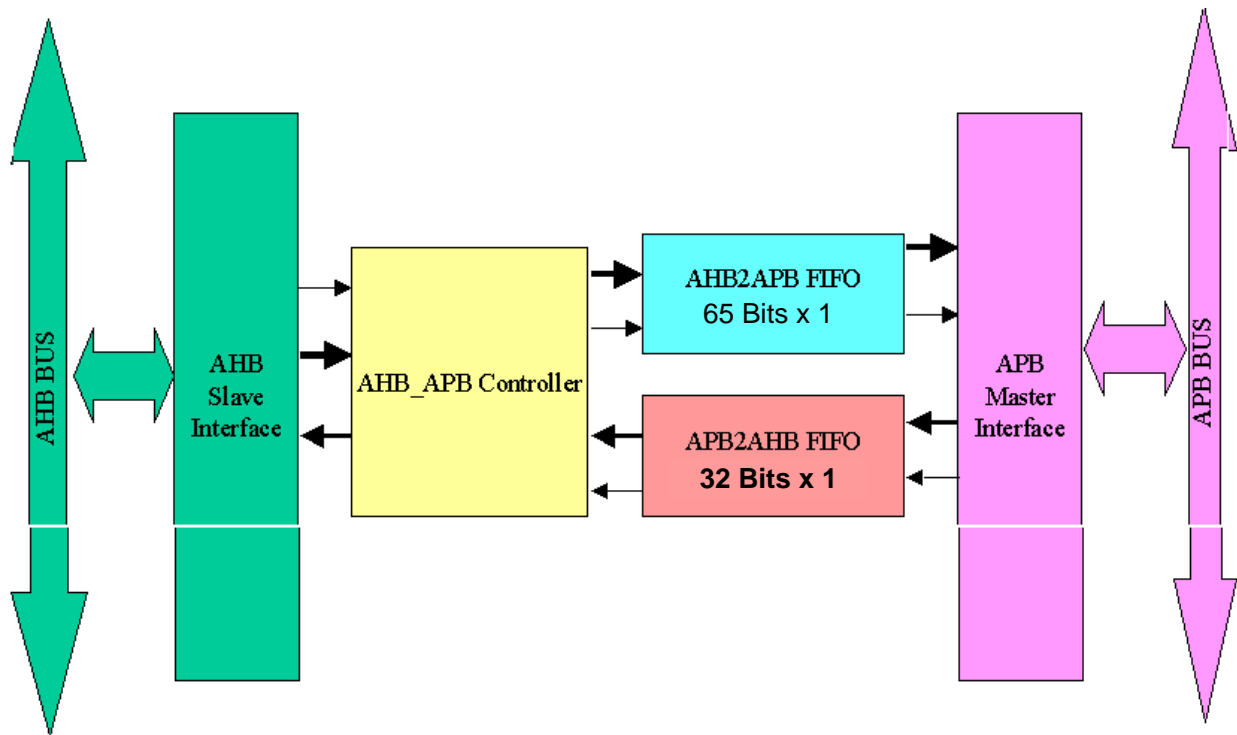 AHB BUS
AHB
Slave
Interface
AHB_APB Controller
AHB2APB FIFO
65 Bits x 1
APB2AHB FIFO
32 Bits x 1
APB
Master
Interface
APB BUS